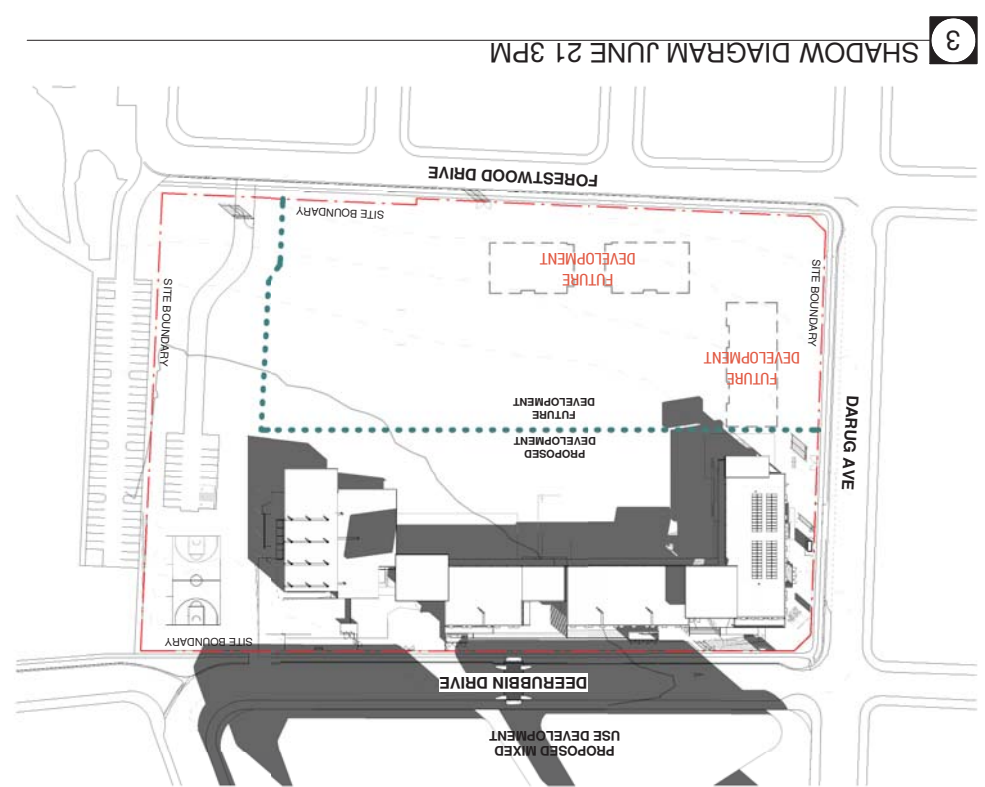 PROPOSED MIXED
USE DEVELOPMENT
DEERUBBIN DRIVE
SITE BOUNDARY
PROPOSED
DEVELOPMENT
DARUG AVE
FUTURE
DEVELOPMENT
FUTURE
DEVELOPMENT
SITE BOUNDARY
SITE BOUNDARY
FUTURE
DEVELOPMENT
SITE BOUNDARY
FORESTWOOD DRIVE
3 SHADOW DIAGRAM JUNE 21 3PM